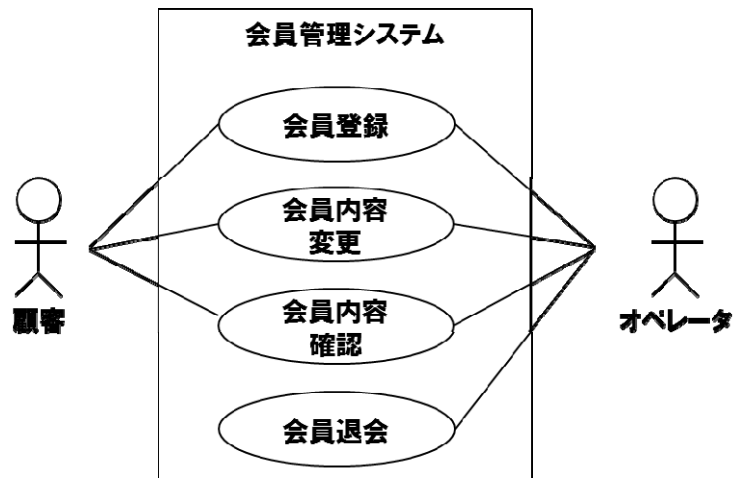 会員管理システム
会員登録
会員内容
変更
会員内容
確認
会員退会
顧客
オペレータ